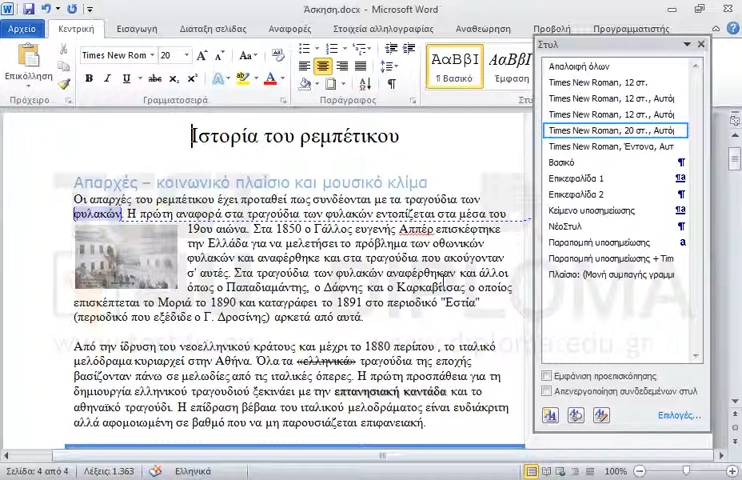 Άσκηση.docx - Microsoft Word
Αρχείο Κεντρική Εισαγωγή Διάταξη σελίδας Αναφορές Στοιχεία αλληλογραφίας Αναθεώρηση Προβολή
Επικόλληση
Times New Rom 20
Πρόχειρο Γραμματοσειρά Παράγραφος
ΑαΒβΙ ΑαΒβΙ
¶ Βασικό Έμφαση
Στυλ
Απαλοιφή όλων
Times New Roman, 12 στ.
Times New Roman, 12 στ., Αυτόμ
Times New Roman, 12 στ., Αυτόμ
Times New Roman, 20 στ., Αυτόμ
Times New Roman, Έντονα, Αυτ
Βασικό
Επικεφαλίδα 1
Επικεφαλίδα 2
Κείμενο υποσημείωσης
ΝέοΣτυλ
Παραπομπή υποσημείωσης
Παραπομπή υποσημείωσης + Tim
Πλαίσιο: (Μονή συμπαγής γραμμ
Εμφάνιση προεπισκόπησης
Απενεργοποίηση συνδεδεμένων στυλ
Επιλογές...
Ιστορία του ρεμπέτικου
Απαρχές – κοινωνικό πλαίσιο και μουσικό κλίμα
Οι απαρχές του ρεμπέτικου έχει προταθεί πως συνδέονται με τα τραγούδια των
φυλακών. Η πρώτη αναφορά στα τραγούδια των φυλακών εντοπίζεται στα μέσα του
19ου αιώνα. Στα 1850 ο Γάλλος ευγενής Αππέρ επισκέφτηκε
την Ελλάδα για να μελετήσει το πρόβλημα των οθωνικών
φυλακών και αναφέρθηκε και στα τραγούδια που ακούγονταν
σ' αυτές. Στα τραγούδια των φυλακών αναφέρθηκαν και άλλοι
όπως ο Παπαδιαμάντης, ο Δάφνης και ο Καρκαβίτσας ο οποίος
επισκέπτεται το Μοριά το 1890 και καταγράφει το 1891 στο περιοδικό "Εστία"
(περιοδικό που εξέδιδε ο Γ. Δροσίνης) αρκετά από αυτά.
Από την ίδρυση του νεοελληνικού κράτους και μέχρι το 1880 περίπου , το ιταλικό
μελόδραμα κυριαρχεί στην Αθήνα. Όλα τα «ελληνικά» τραγούδια της εποχής
βασίζονταν πάνω σε μελωδίες από τις ιταλικές όπερες. Η πρώτη προσπάθεια για τη
δημιουργία ελληνικού τραγουδιού ξεκινάει με την επτανησιακή καντάδα και το
αθηναϊκό τραγούδι. Η επίδραση βέβαια του ιταλικού μελοδράματος είναι ευδιάκριτη
αλλά αφομοιωμένη σε βαθμό που να μη παρουσιάζεται επιφανειακή.
Σελίδα: 4 από 4 Λέξεις: 1.363 Ελληνικά 100%